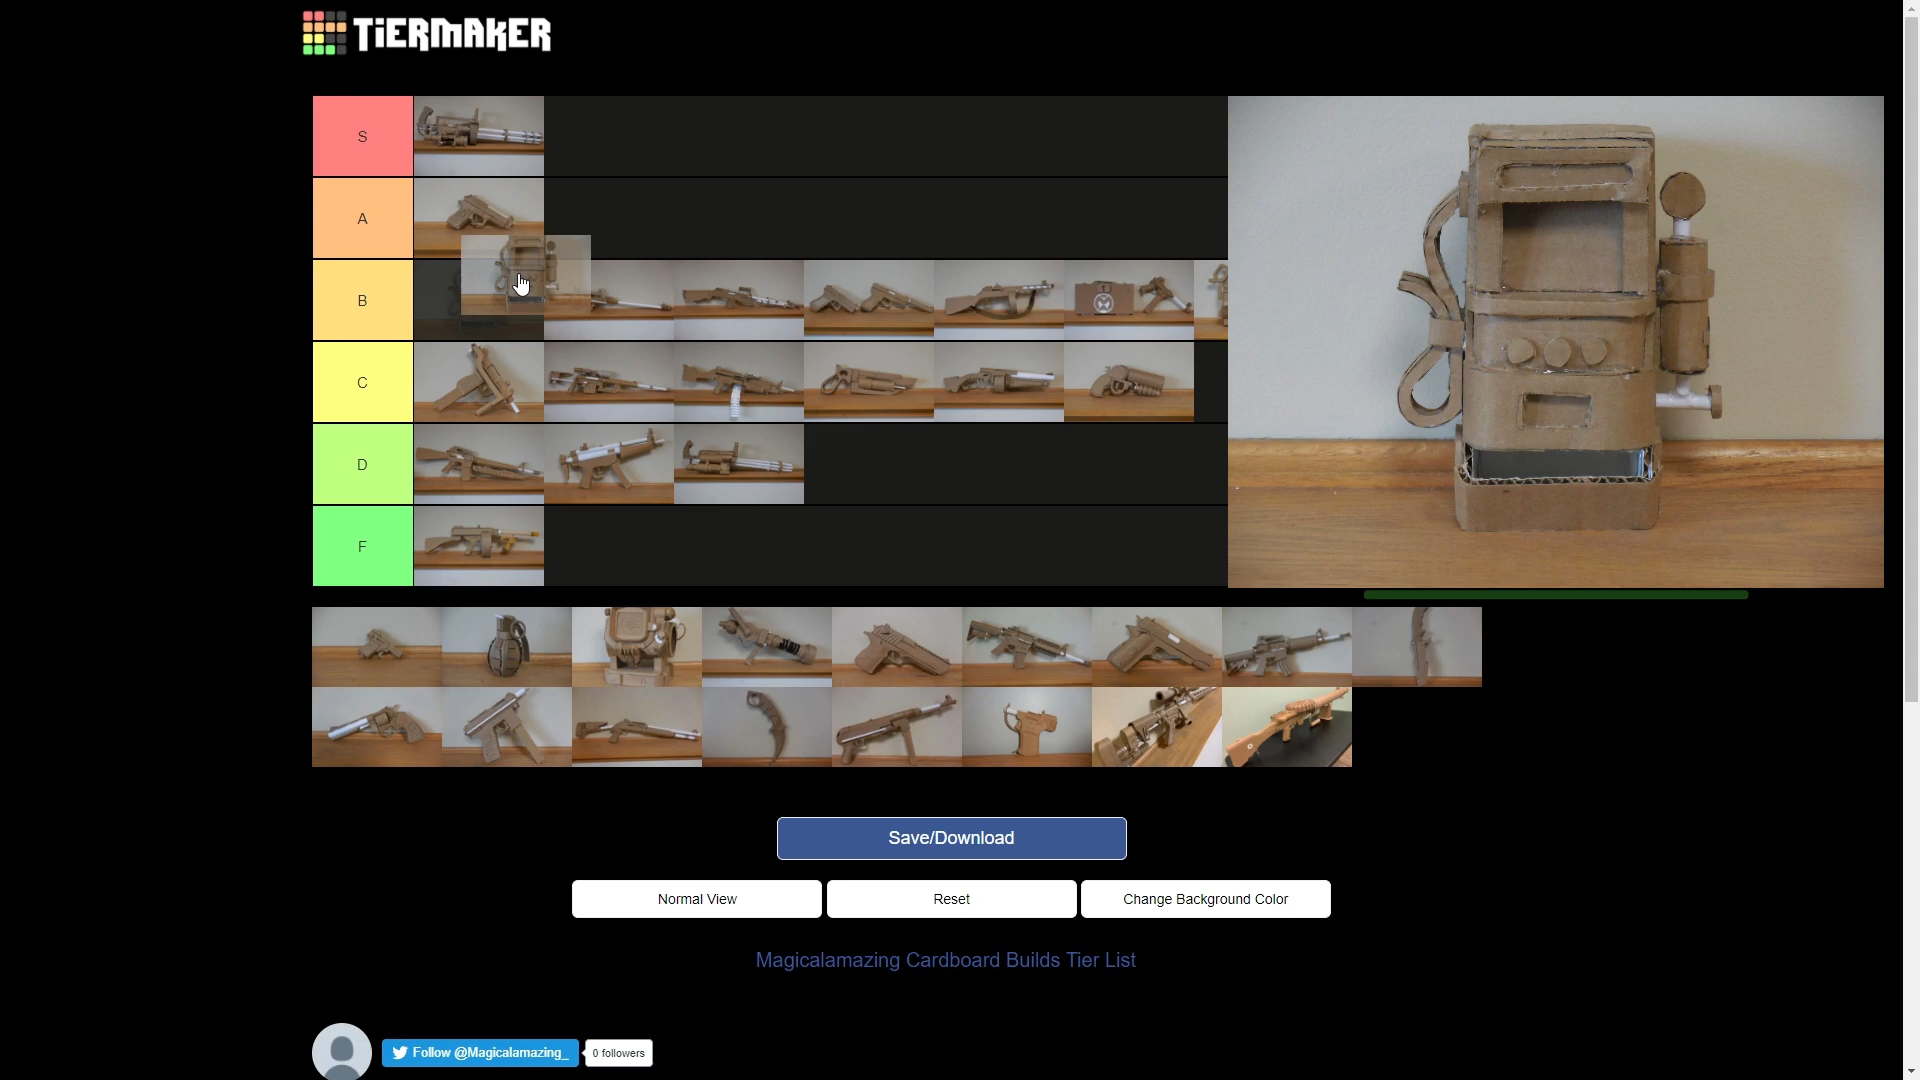 TiERMAKER
S
A
B
C
D
F
Save/Download
Normal View
Reset
Change Background Color
Magicalamazing Cardboard Builds Tier List
Follow @Magicalamazing_
0 followers